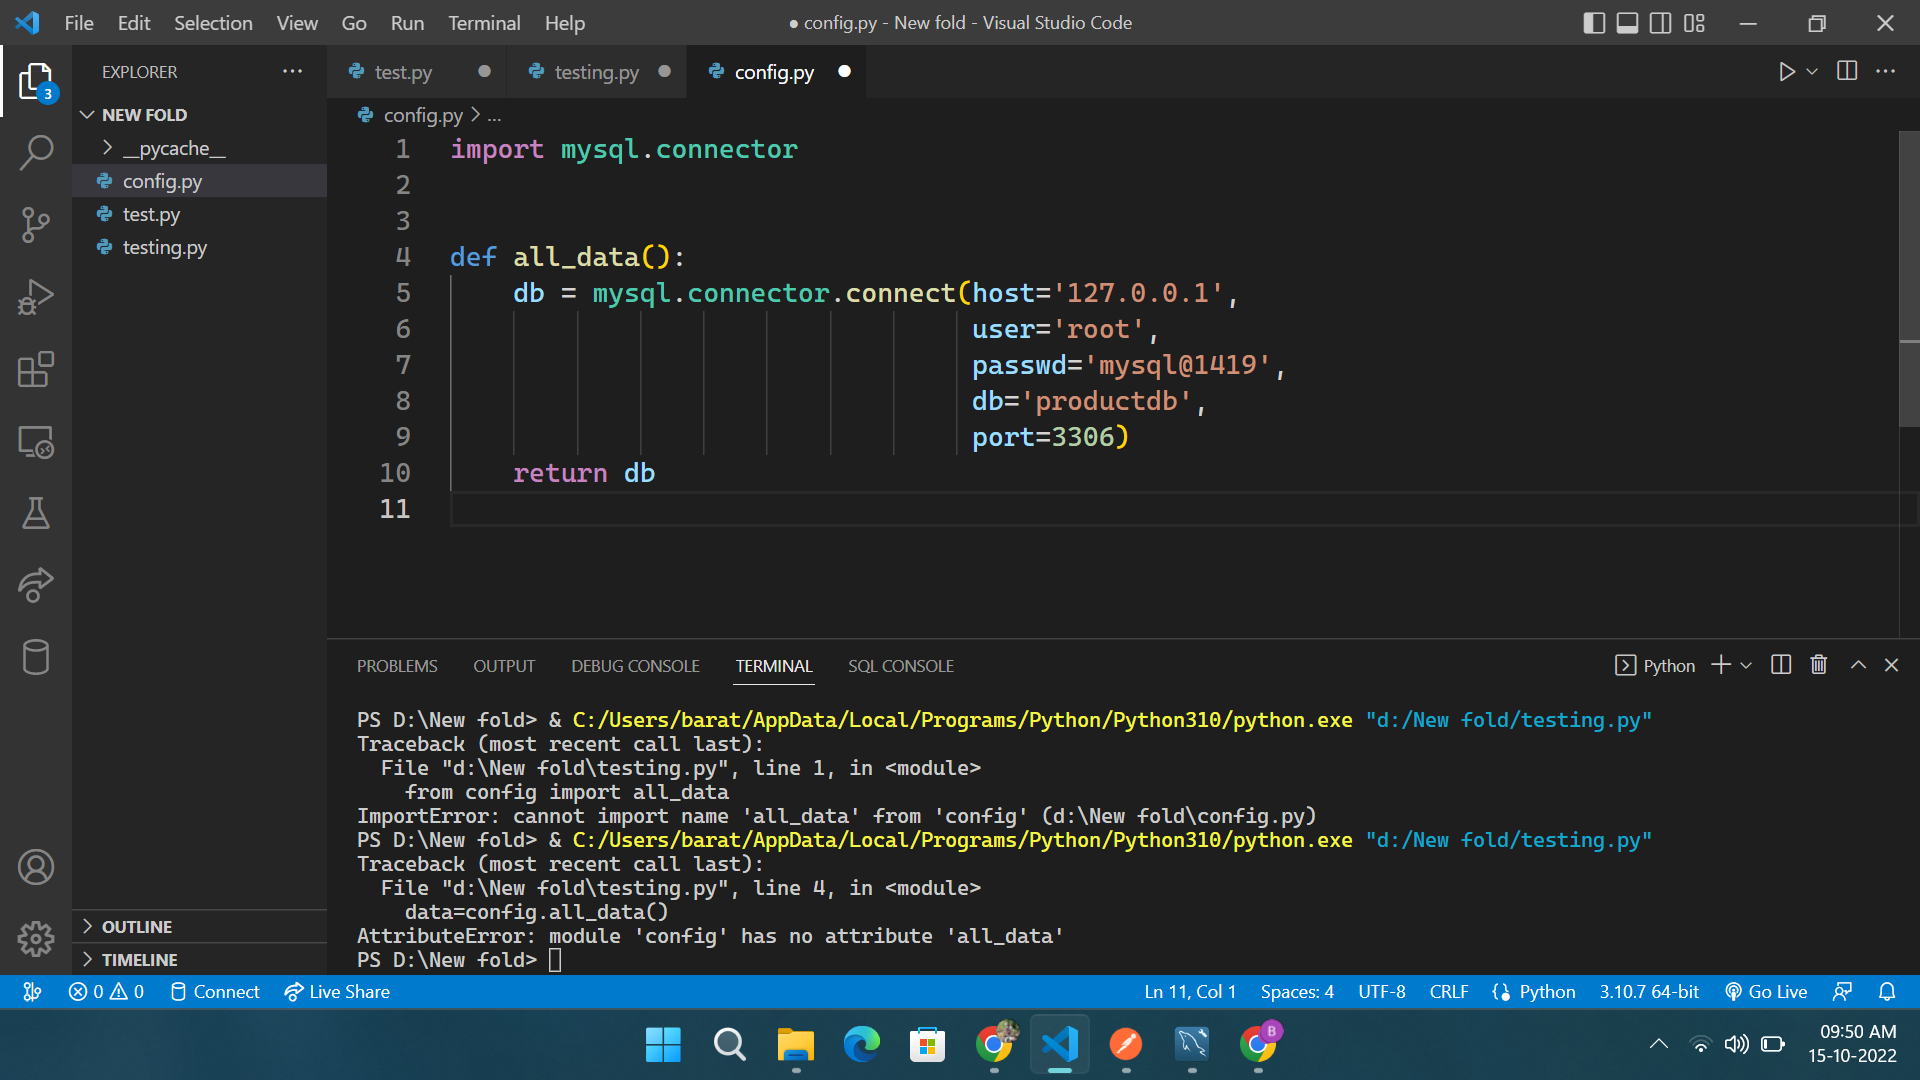 File Edit Selection View Go Run Terminal Help
● config.py - New fold - Visual Studio Code
3
EXPLORER
NEW FOLD
__pycache__
config.py
test.py
testing.py
OUTLINE
TIMELINE
test.py testing.py config.py
config.py > ...
1 import mysql.connector
2
3
4 def all_data():
5 db = mysql.connector.connect(host='127.0.0.1',
6 user='root',
7 passwd='mysql@1419',
8 db='productdb',
9 port=3306)
10 return db
11
PROBLEMS OUTPUT DEBUG CONSOLE TERMINAL SQL CONSOLE
Python
PS D:\New fold> & C:/Users/barat/AppData/Local/Programs/Python/Python310/python.exe "d:/New fold/testing.py"
Traceback (most recent call last):
File "d:\New fold\testing.py", line 1, in <module>
from config import all_data
ImportError: cannot import name 'all_data' from 'config' (d:\New fold\config.py)
PS D:\New fold> & C:/Users/barat/AppData/Local/Programs/Python/Python310/python.exe "d:/New fold/testing.py"
Traceback (most recent call last):
File "d:\New fold\testing.py", line 4, in <module>
data=config.all_data()
AttributeError: module 'config' has no attribute 'all_data'
PS D:\New fold>
0 0 Connect Live Share
Ln 11, Col 1 Spaces: 4 UTF-8 CRLF Python 3.10.7 64-bit Go Live
B
09:50 AM
15-10-2022